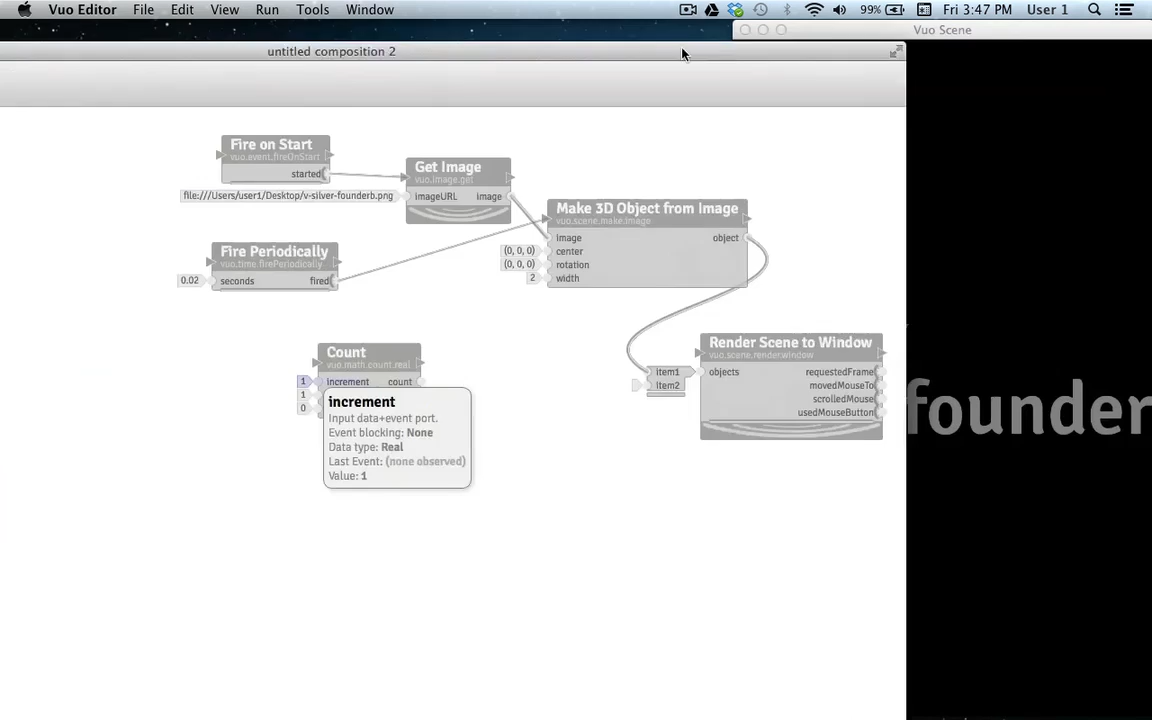 Vuo Editor File Edit View Run Tools Window 99% Fri 3:47 PM User 1
Vuo Scene
untitled composition 2
Fire on Start
vuo.event.fireOnStart
started
Get Image
vuo.image.get
file:///Users/user1/Desktop/v-silver-founderb.png imageURL image
Make 3D Object from Image
vuo.scene.make.image
image object
(0, 0, 0) center
(0, 0, 0) rotation
2 width
Fire Periodically
vuo.time.firePeriodically
0.02 seconds fired
Count
vuo.math.count.real
1 increment count
1
0
increment
Input data+event port.
Event blocking: None
Data type: Real
Last Event: (none observed)
Value: 1
Render Scene to Window
vuo.scene.render.window
item1 objects requestedFrame
item2 movedMouseTo
scrolledMouse
usedMouseButton
founder